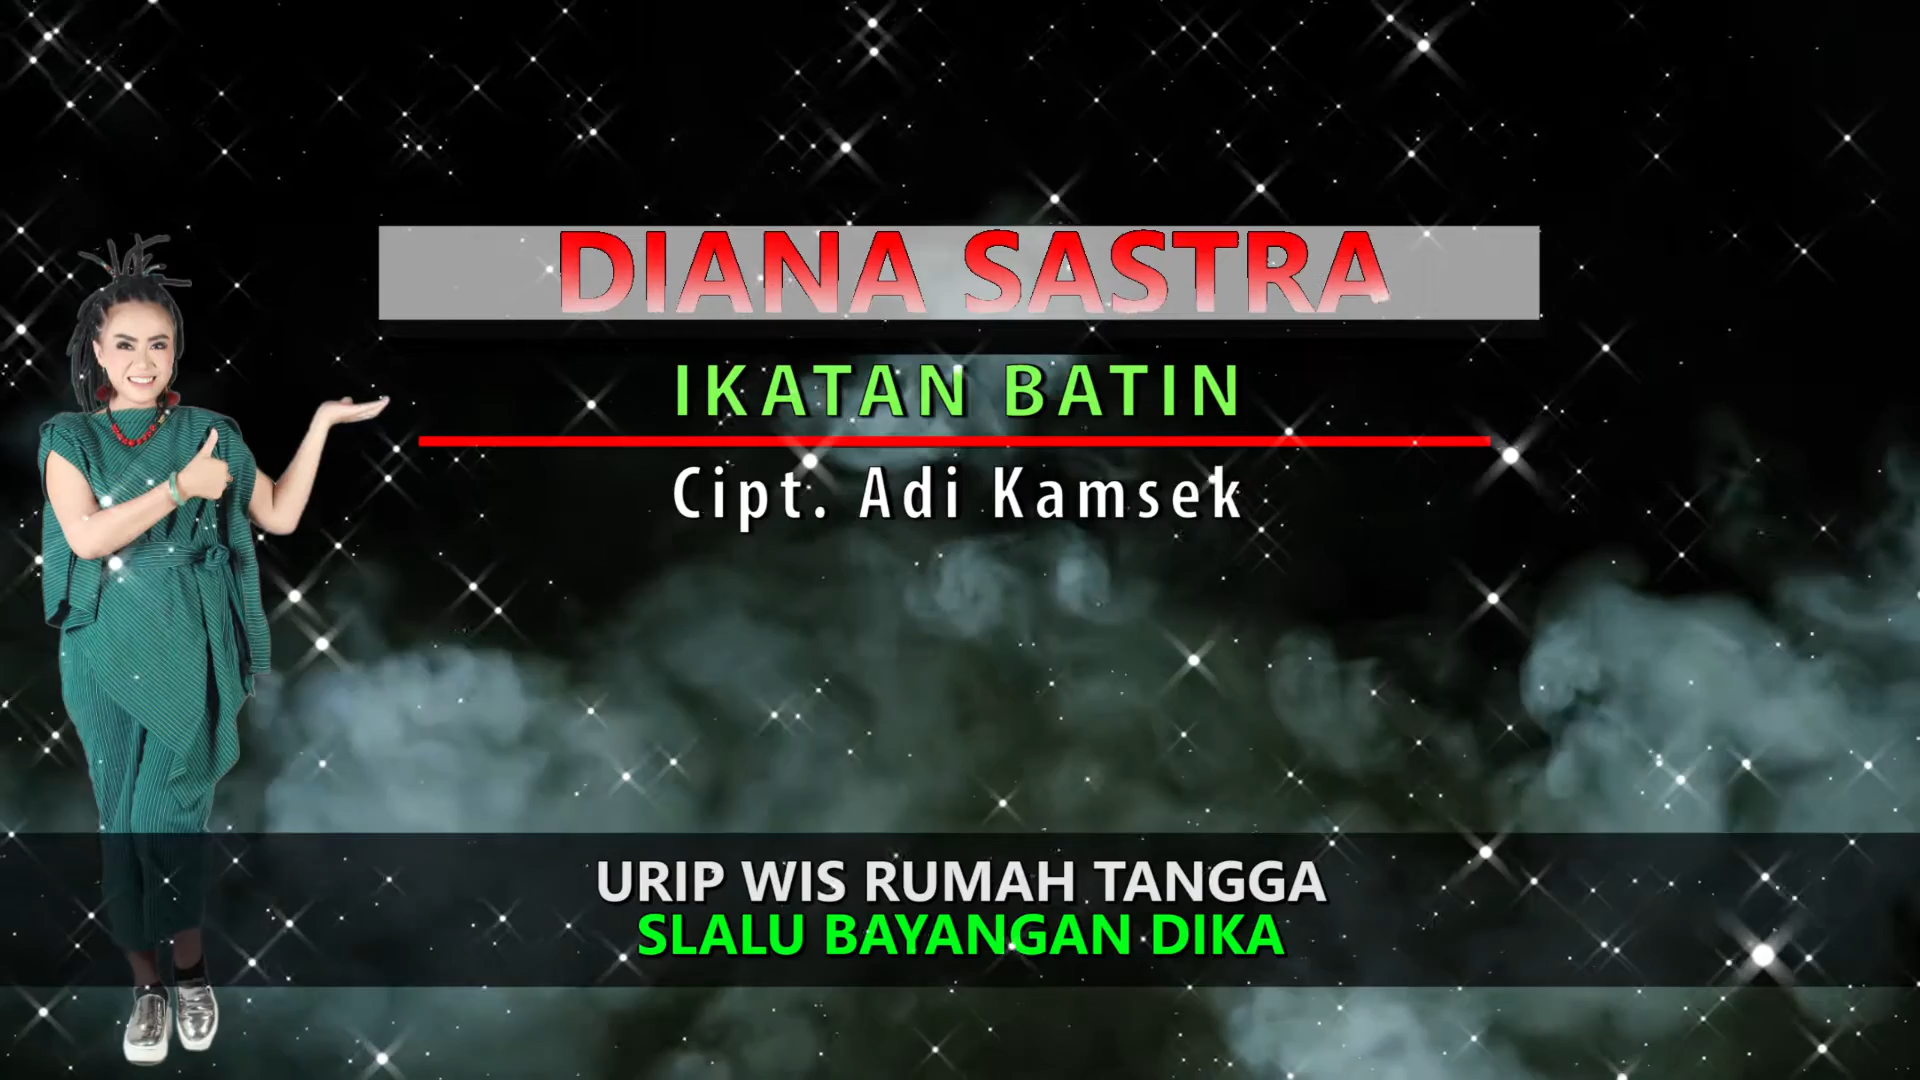 DIANA SASTRA
IKATAN BATIN
Cipt. Adi Kamsek
URIP WIS RUMAH TANGGA
SLALU BAYANGAN DIKA